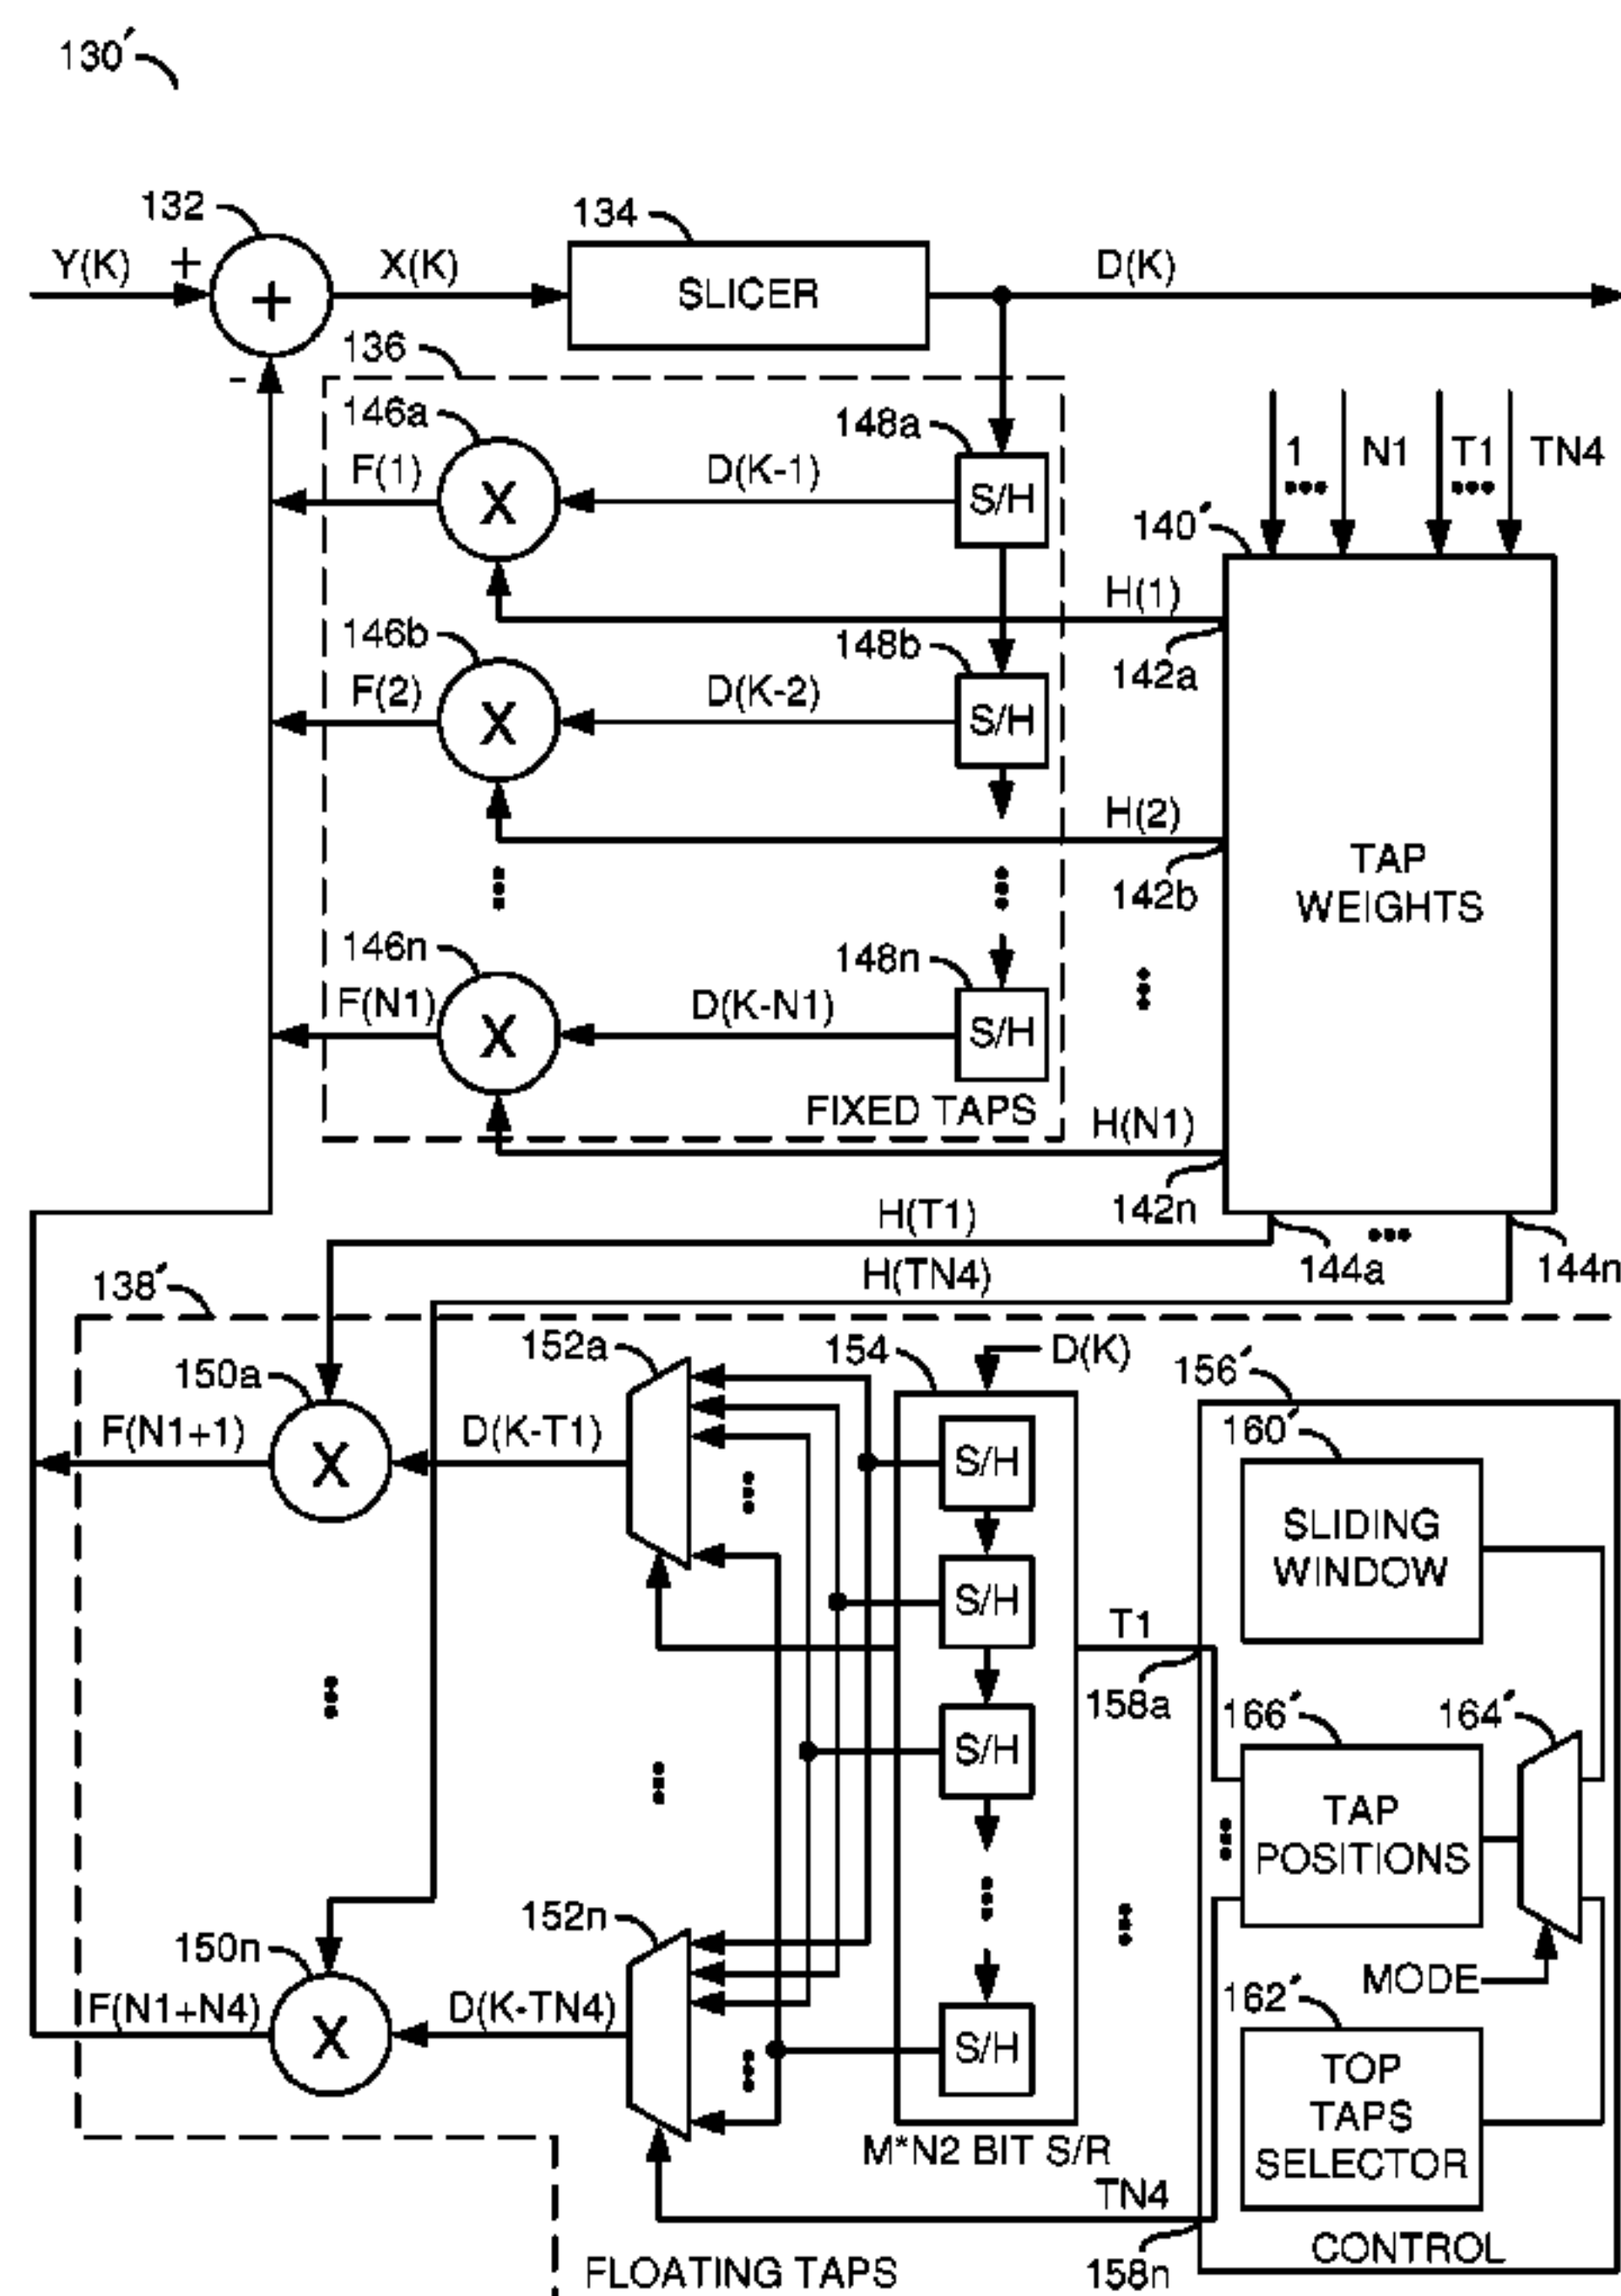 130´
132
134
Y(K)
+
+
X(K)
SLICER
D(K)
-
136
146a
148a
F(1)
X
D(K-1)
S/H
1
•••
N1
T1
•••
TN4
140´
H(1)
142a
146b
148b
F(2)
X
D(K-2)
S/H
H(2)
142b
TAP
WEIGHTS
146n
148n
F(N1)
X
D(K-N1)
S/H
FIXED TAPS
H(N1)
142n
H(T1)
144a
144n
H(TN4)
138´
152a
154
D(K)
156´
150a
160´
F(N1+1)
X
D(K-T1)
S/H
SLIDING
WINDOW
S/H
T1
158a
S/H
166´
164´
TAP
POSITIONS
152n
150n
MODE
162´
F(N1+N4)
X
D(K-TN4)
S/H
TOP
TAPS
SELECTOR
M*N2 BIT S/R
TN4
158n
CONTROL
FLOATING TAPS